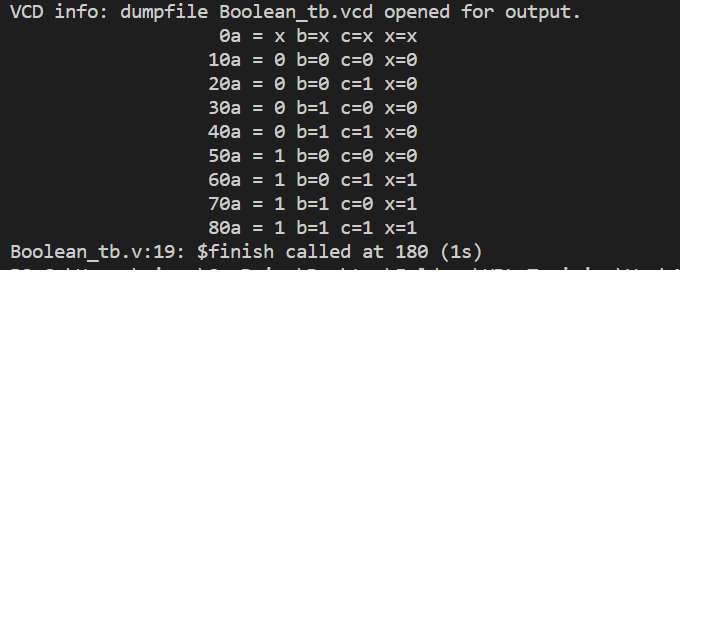 VCD info: dumpfile Boolean_tb.vcd opened for output.
0a = x b=x c=x x=x
10a = 0 b=0 c=0 x=0
20a = 0 b=0 c=1 x=0
30a = 0 b=1 c=0 x=0
40a = 0 b=1 c=1 x=0
50a = 1 b=0 c=0 x=0
60a = 1 b=0 c=1 x=1
70a = 1 b=1 c=0 x=1
80a = 1 b=1 c=1 x=1
Boolean_tb.v:19: $finish called at 180 (1s)